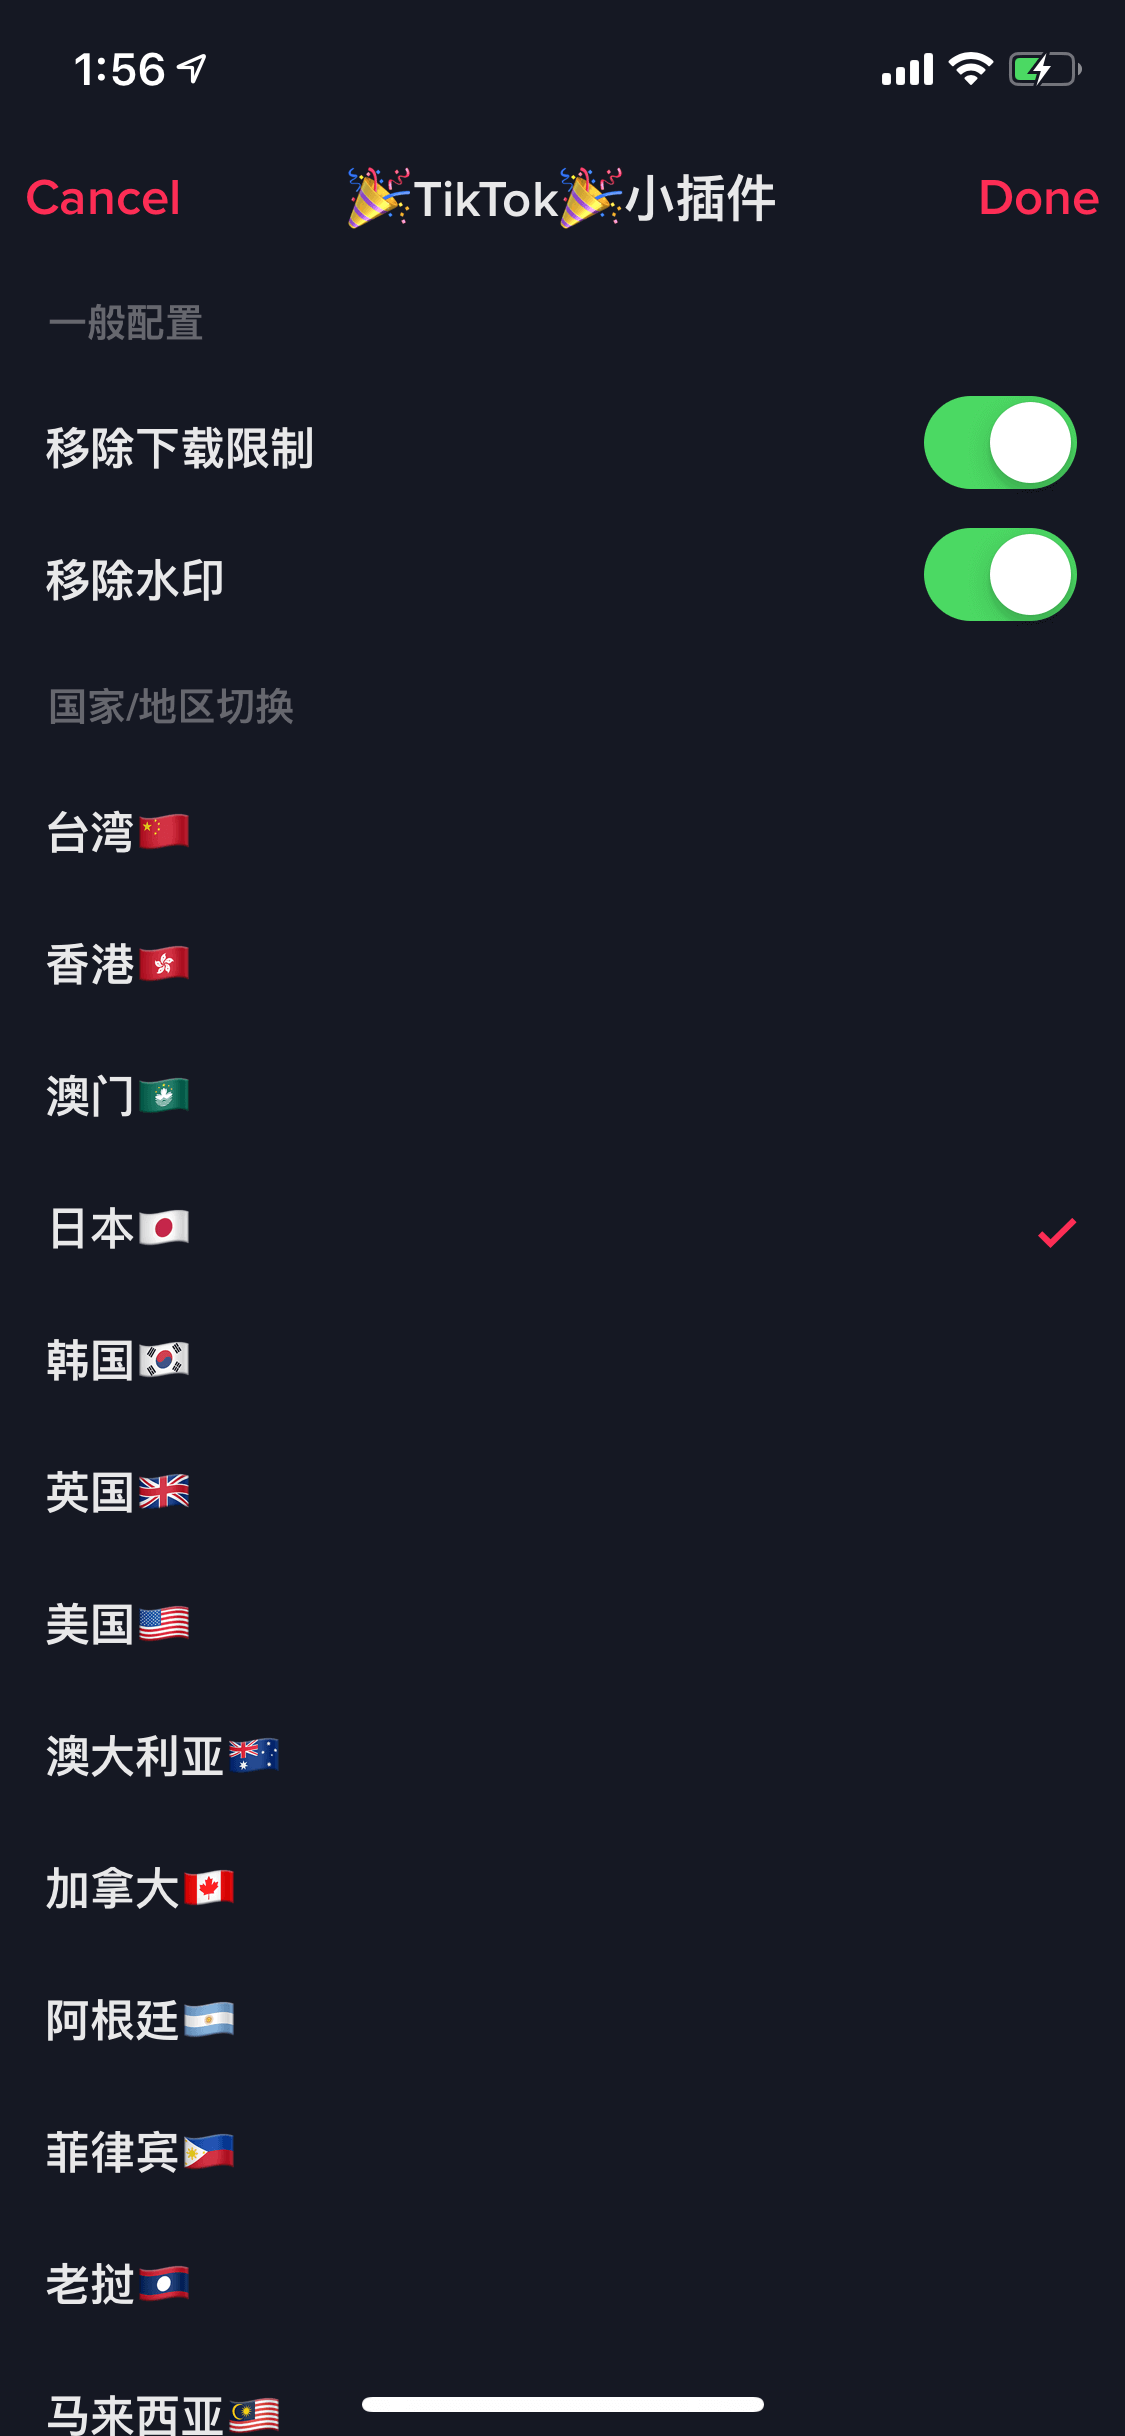 1:56
Cancel
🎉TikTok🎉小插件
Done
一般配置
移除下载限制
移除水印
国家/地区切换
台湾🇨🇳
香港🇭🇰
澳门🇲🇴
日本🇯🇵
韩国🇰🇷
英国🇬🇧
美国🇺🇸
澳大利亚🇦🇺
加拿大🇨🇦
阿根廷🇦🇷
菲律宾🇵🇭
老挝🇱🇦
马来西亚🇲🇾